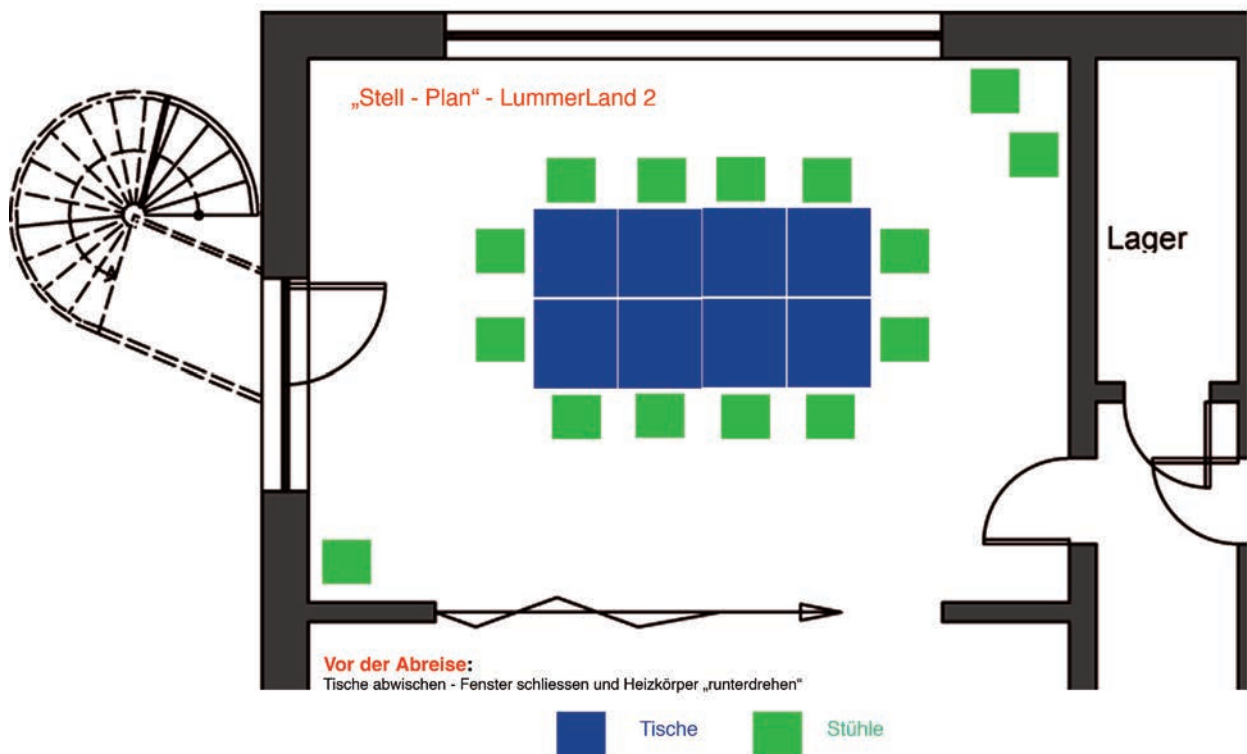 „Stell - Plan“ - LummerLand 2
Lager
Vor der Abreise:
Tische abwischen - Fenster schliessen und Heizkörper „runterdrehen“
Tische
Stühle